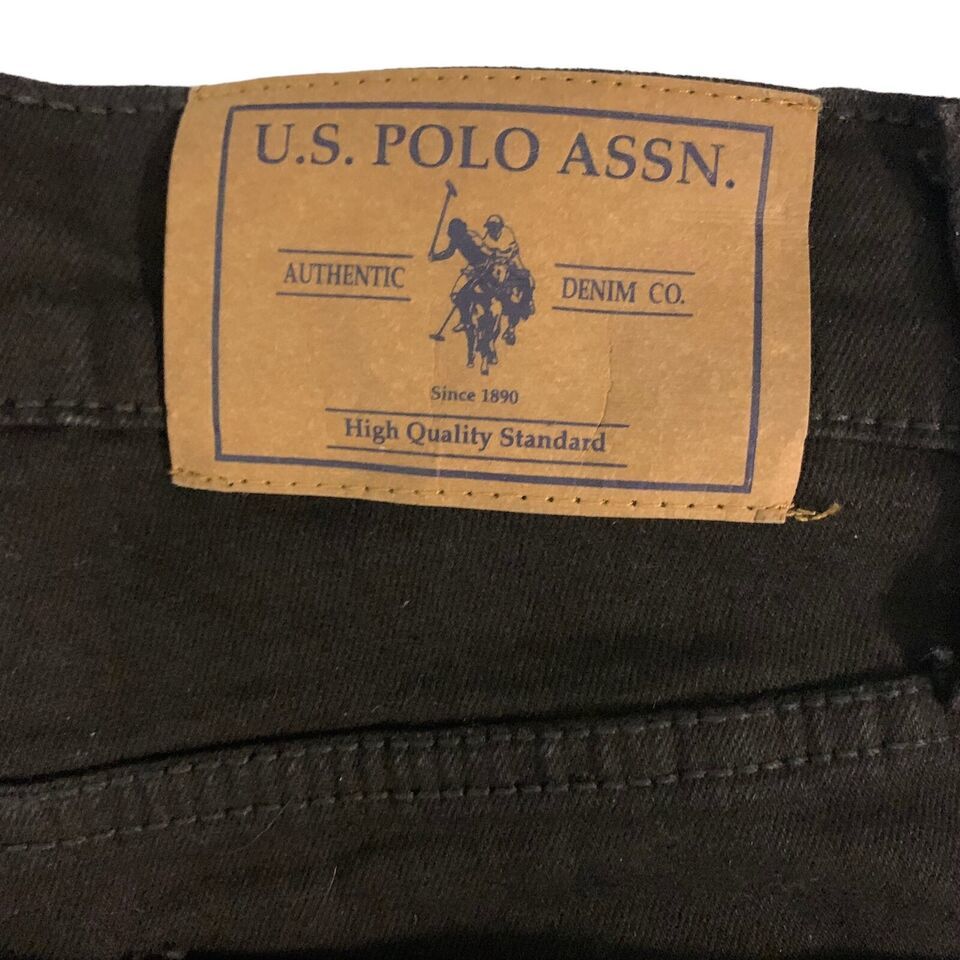 U.S. POLO ASSN.
AUTHENTIC DENIM CO.
Since 1890
High Quality Standard